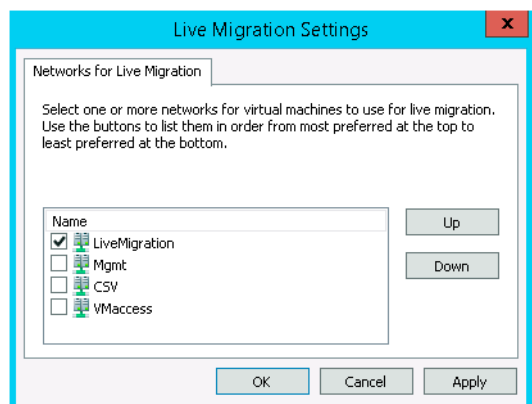 Live Migration Settings
x
Networks for Live Migration
Select one or more networks for virtual machines to use for live migration.
Use the buttons to list them in order from most preferred at the top to
least preferred at the bottom.
Name
LiveMigration
Mgmt
CSV
VMaccess
Up
Down
OK Cancel Apply